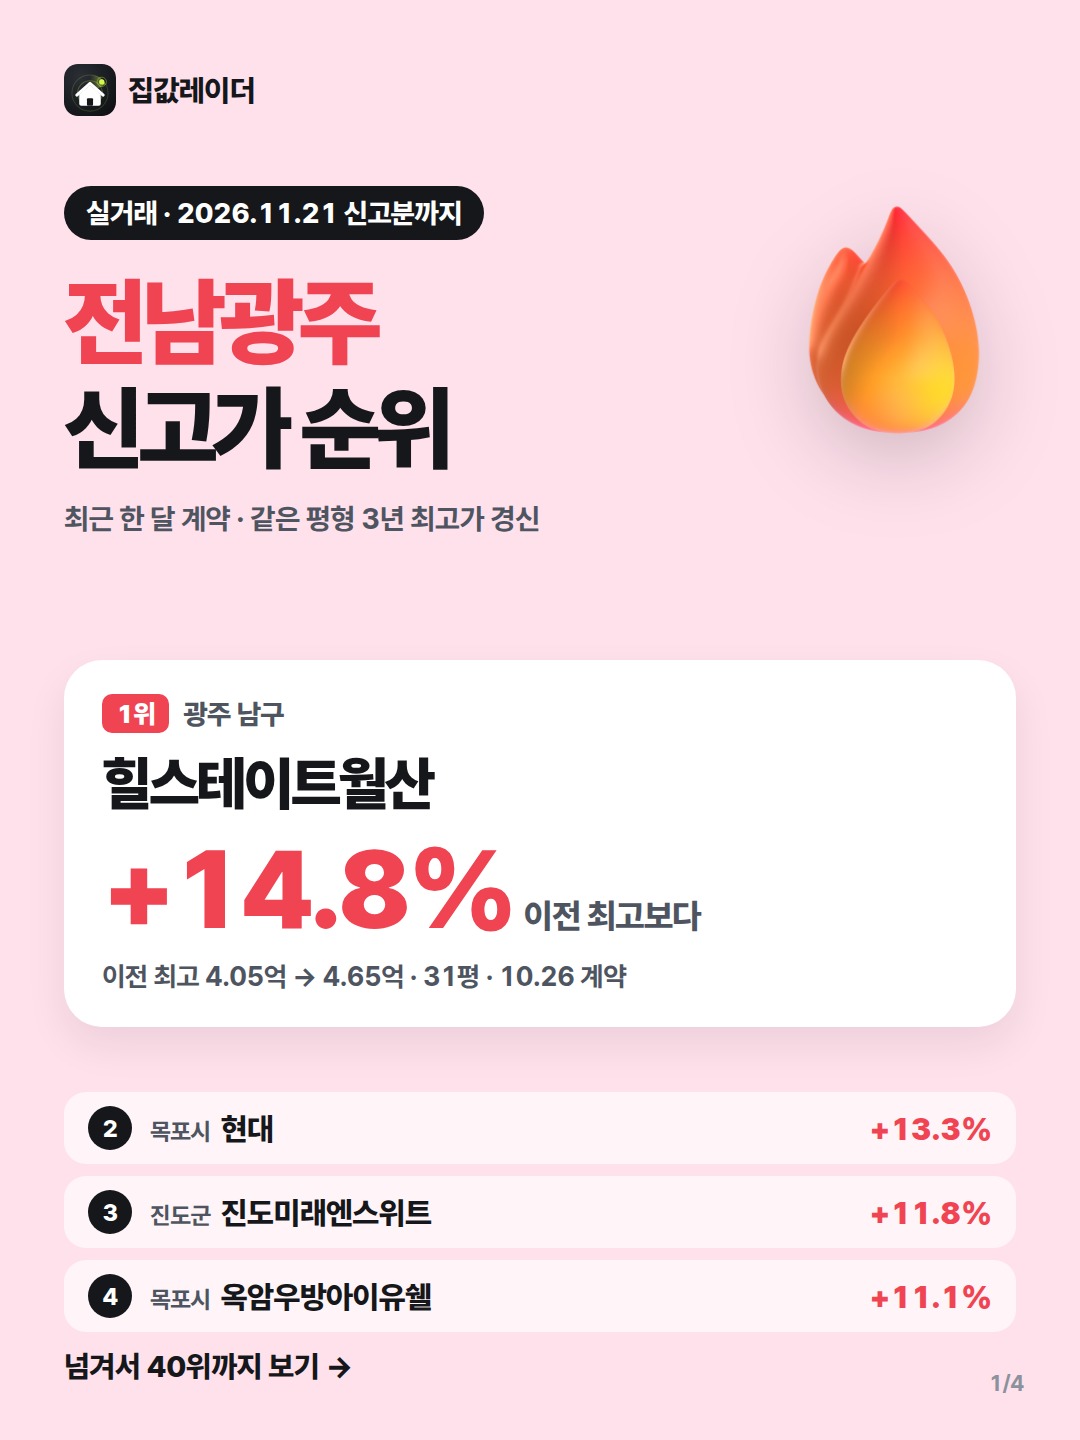 집값레이더
실거래 · 2026.11.21 신고분까지
전남광주
신고가 순위
최근 한 달 계약 · 같은 평형 3년 최고가 경신
1위 광주 남구
힐스테이트월산
+14.8% 이전 최고보다
이전 최고 4.05억 → 4.65억 · 31평 · 10.26 계약
2 목포시 현대 +13.3%
3 진도군 진도미래엔스위트 +11.8%
4 목포시 옥암우방아이유쉘 +11.1%
넘겨서 40위까지 보기 →
1/4